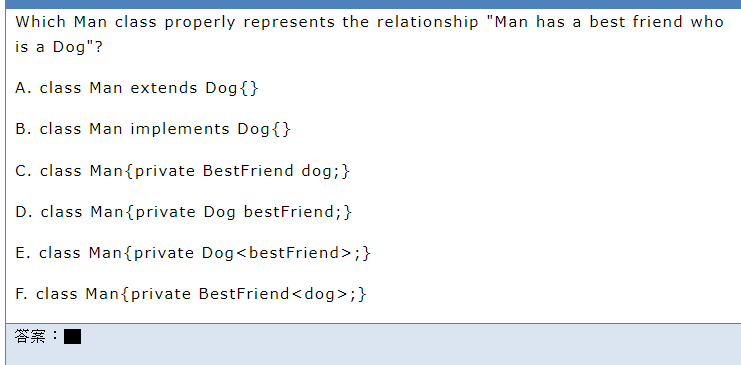 Which Man class properly represents the relationship "Man has a best friend who
is a Dog"?
A. class Man extends Dog{}
B. class Man implements Dog{}
C. class Man{private BestFriend dog;}
D. class Man{private Dog bestFriend;}
E. class Man{private Dog<bestFriend>;}
F. class Man{private BestFriend<dog>;}
答案：